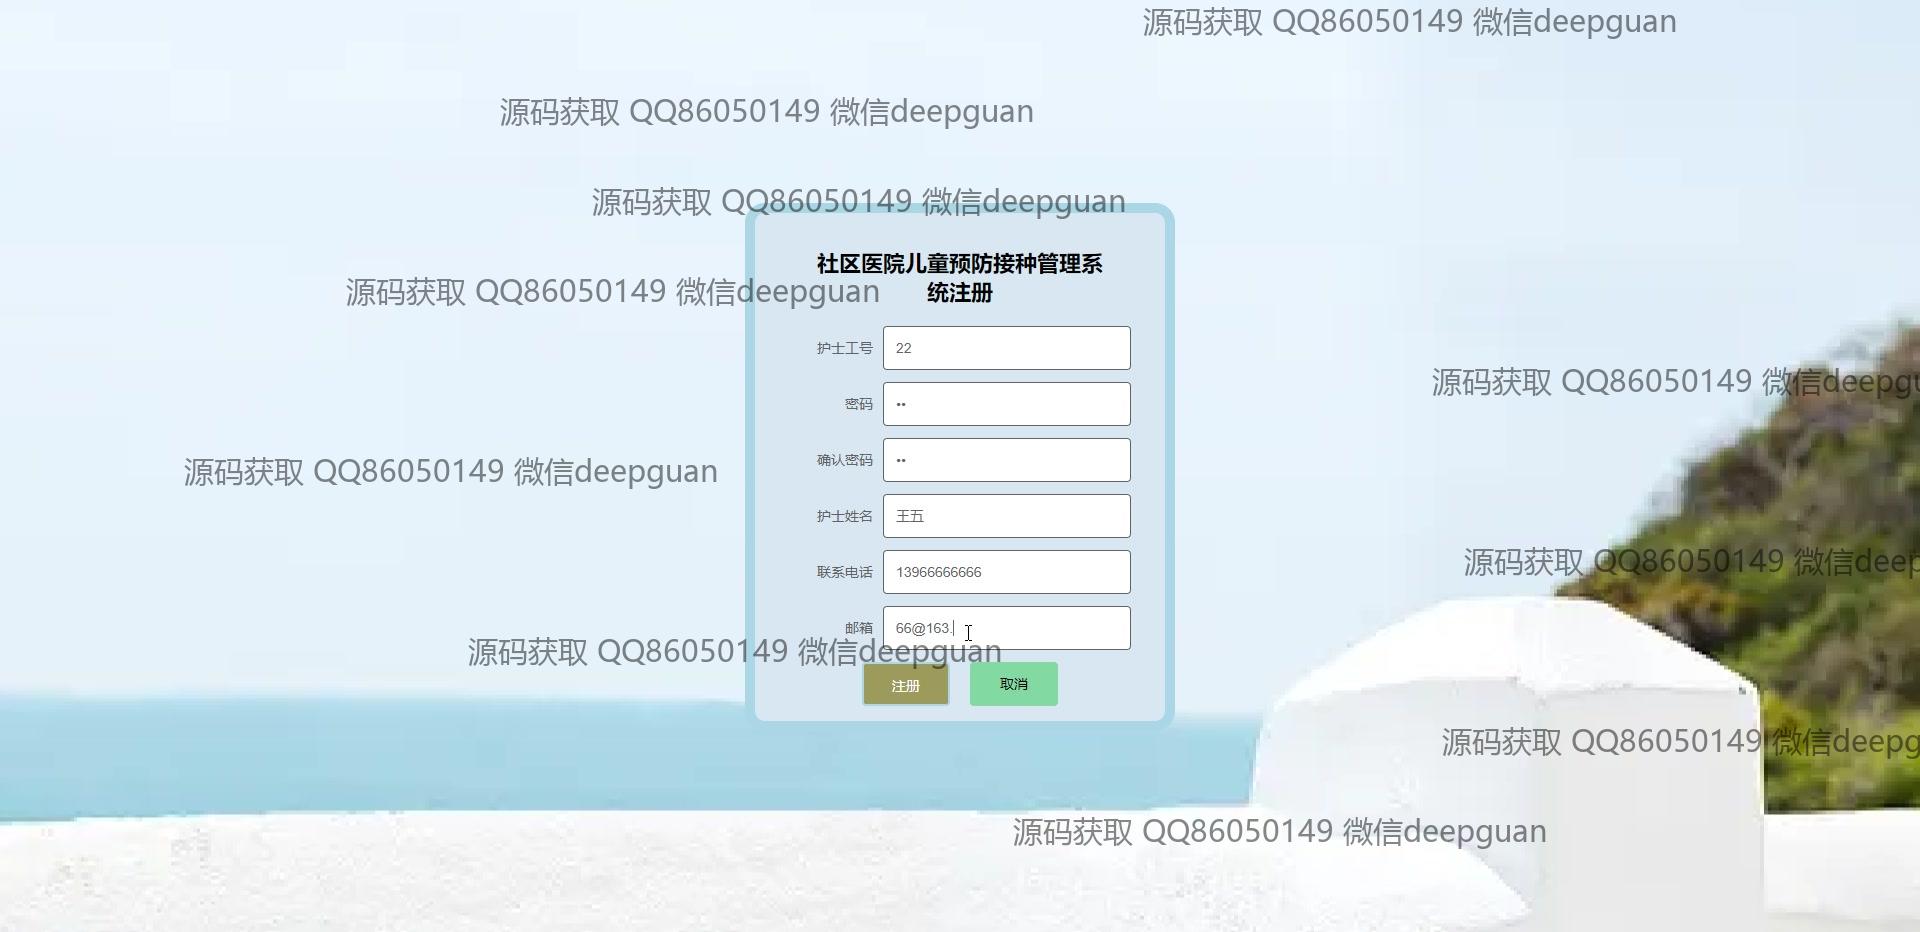 源码获取 QQ86050149 微信deepguan
源码获取 QQ86050149 微信deepguan
源码获取 QQ86050149 微信deepguan
社区医院儿童预防接种管理系
统注册
源码获取 QQ86050149 微信deepguan
护士工号 22
源码获取 QQ86050149 微信deepgu
密码 ••
确认密码 ••
源码获取 QQ86050149 微信deepguan
护士姓名 王五
源码获取 QQ86050149 微信deep
联系电话 13966666666
邮箱 66@163.
源码获取 QQ86050149 微信deepguan
注册 取消
源码获取 QQ86050149 微信deepg
源码获取 QQ86050149 微信deepguan